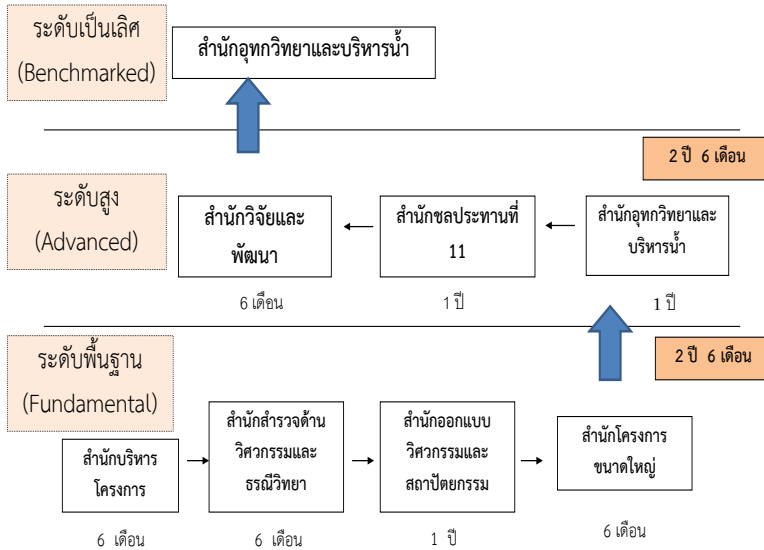 ระดับเป็นเลิศ
(Benchmarked)
สำนักอุทกวิทยาและบริหารน้ำ
2 ปี 6 เดือน
ระดับสูง
(Advanced)
สำนักวิจัยและ
พัฒนา
สำนักชลประทานที่
11
สำนักอุทกวิทยาและ
บริหารน้ำ
6 เดือน
1 ปี
1 ปี
2 ปี 6 เดือน
ระดับพื้นฐาน
(Fundamental)
สำนักบริหาร
โครงการ
สำนักสำรวจด้าน
วิศวกรรมและ
ธรณีวิทยา
สำนักออกแบบ
วิศวกรรมและ
สถาปัตยกรรม
สำนักโครงการ
ขนาดใหญ่
6 เดือน
6 เดือน
1 ปี
6 เดือน